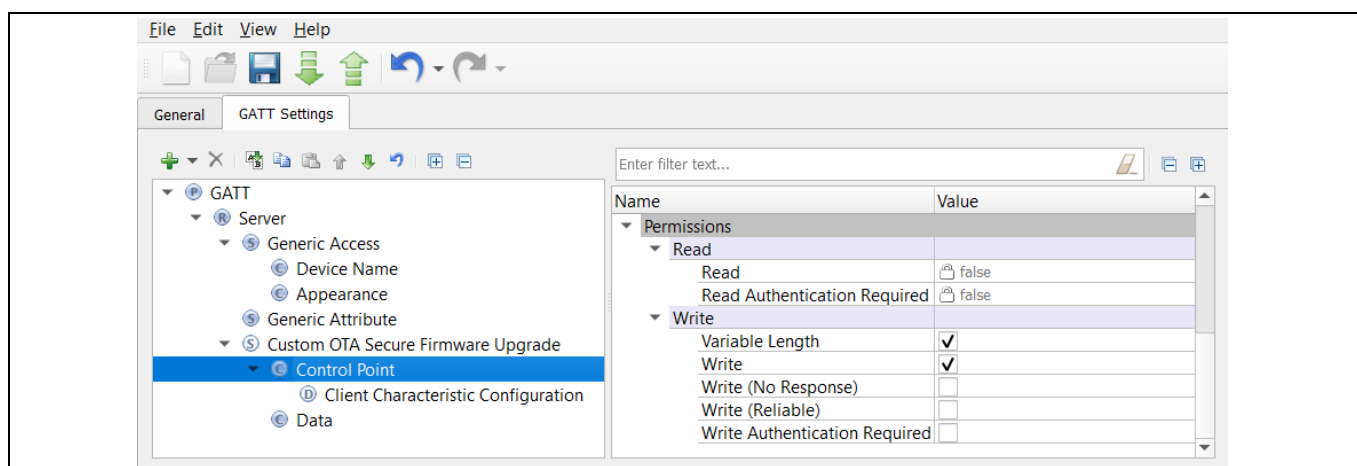 File Edit View Help
General GATT Settings
Enter filter text...
GATT
Server
Generic Access
Device Name
Appearance
Generic Attribute
Custom OTA Secure Firmware Upgrade
Control Point
Client Characteristic Configuration
Data
Name Value
Permissions
Read
Read false
Read Authentication Required false
Write
Variable Length
Write
Write (No Response)
Write (Reliable)
Write Authentication Required